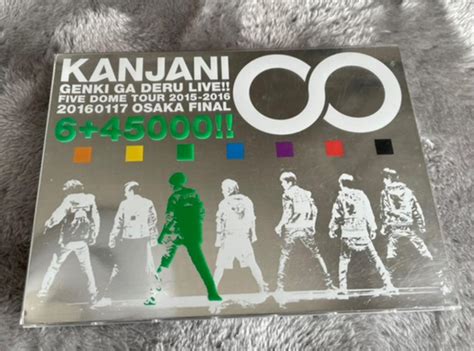 KANJANI
GENKI GA DERU LIVE!!
FIVE DOME TOUR 2015-2016
20160117 OSAKA FINAL
6+45000!!